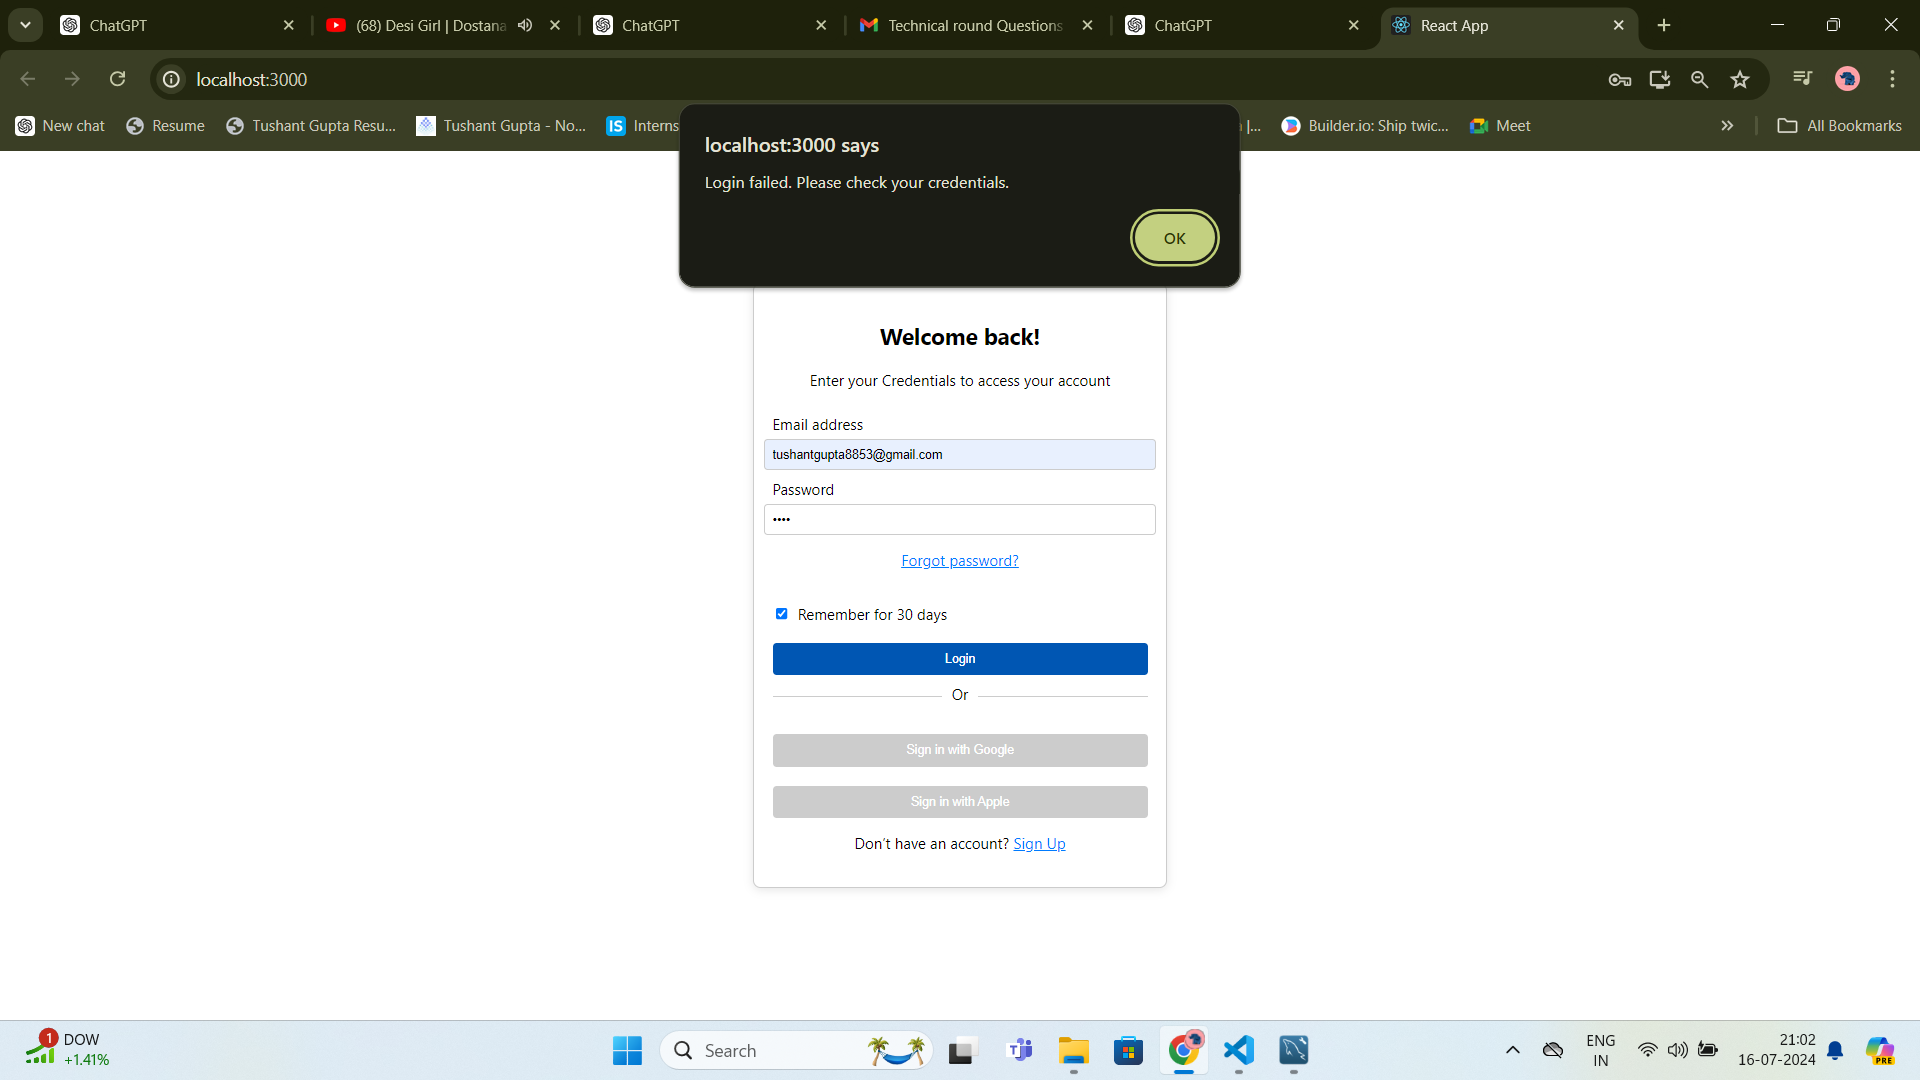 ChatGPT
(68) Desi Girl | Dostana
ChatGPT
Technical round Questions
ChatGPT
React App
localhost:3000
New chat
Resume
Tushant Gupta Resu...
Tushant Gupta - No...
IS
Interns
|...
Builder.io: Ship twic...
Meet
All Bookmarks
localhost:3000 says
Login failed. Please check your credentials.
OK
Welcome back!
Enter your Credentials to access your account
Email address
tushantgupta8853@gmail.com
Password
••••
Forgot password?
Remember for 30 days
Login
Or
Sign in with Google
Sign in with Apple
Don't have an account? Sign Up
1
DOW
+1.41%
Search
ENG
IN
21:02
16-07-2024
PRE